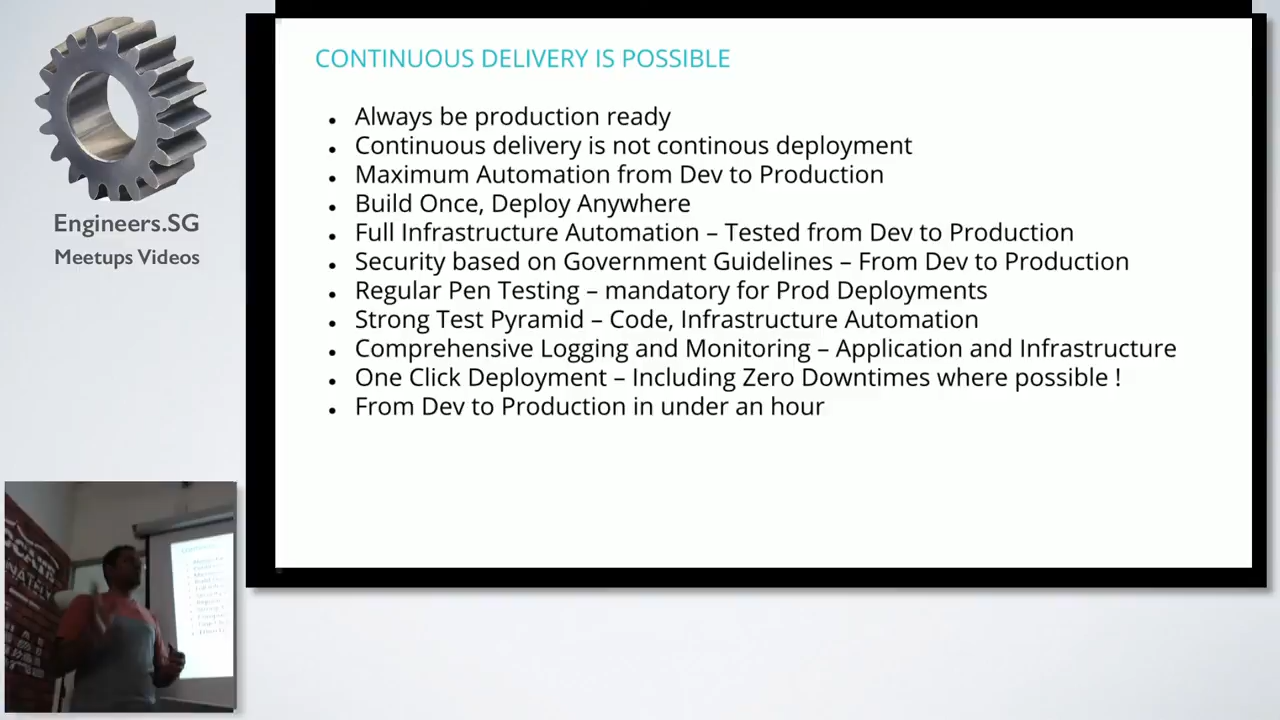 Engineers.SG
Meetups Videos
CONTINUOUS DELIVERY IS POSSIBLE
• Always be production ready
• Continuous delivery is not continous deployment
• Maximum Automation from Dev to Production
• Build Once, Deploy Anywhere
• Full Infrastructure Automation – Tested from Dev to Production
• Security based on Government Guidelines – From Dev to Production
• Regular Pen Testing – mandatory for Prod Deployments
• Strong Test Pyramid – Code, Infrastructure Automation
• Comprehensive Logging and Monitoring – Application and Infrastructure
• One Click Deployment – Including Zero Downtimes where possible !
• From Dev to Production in under an hour